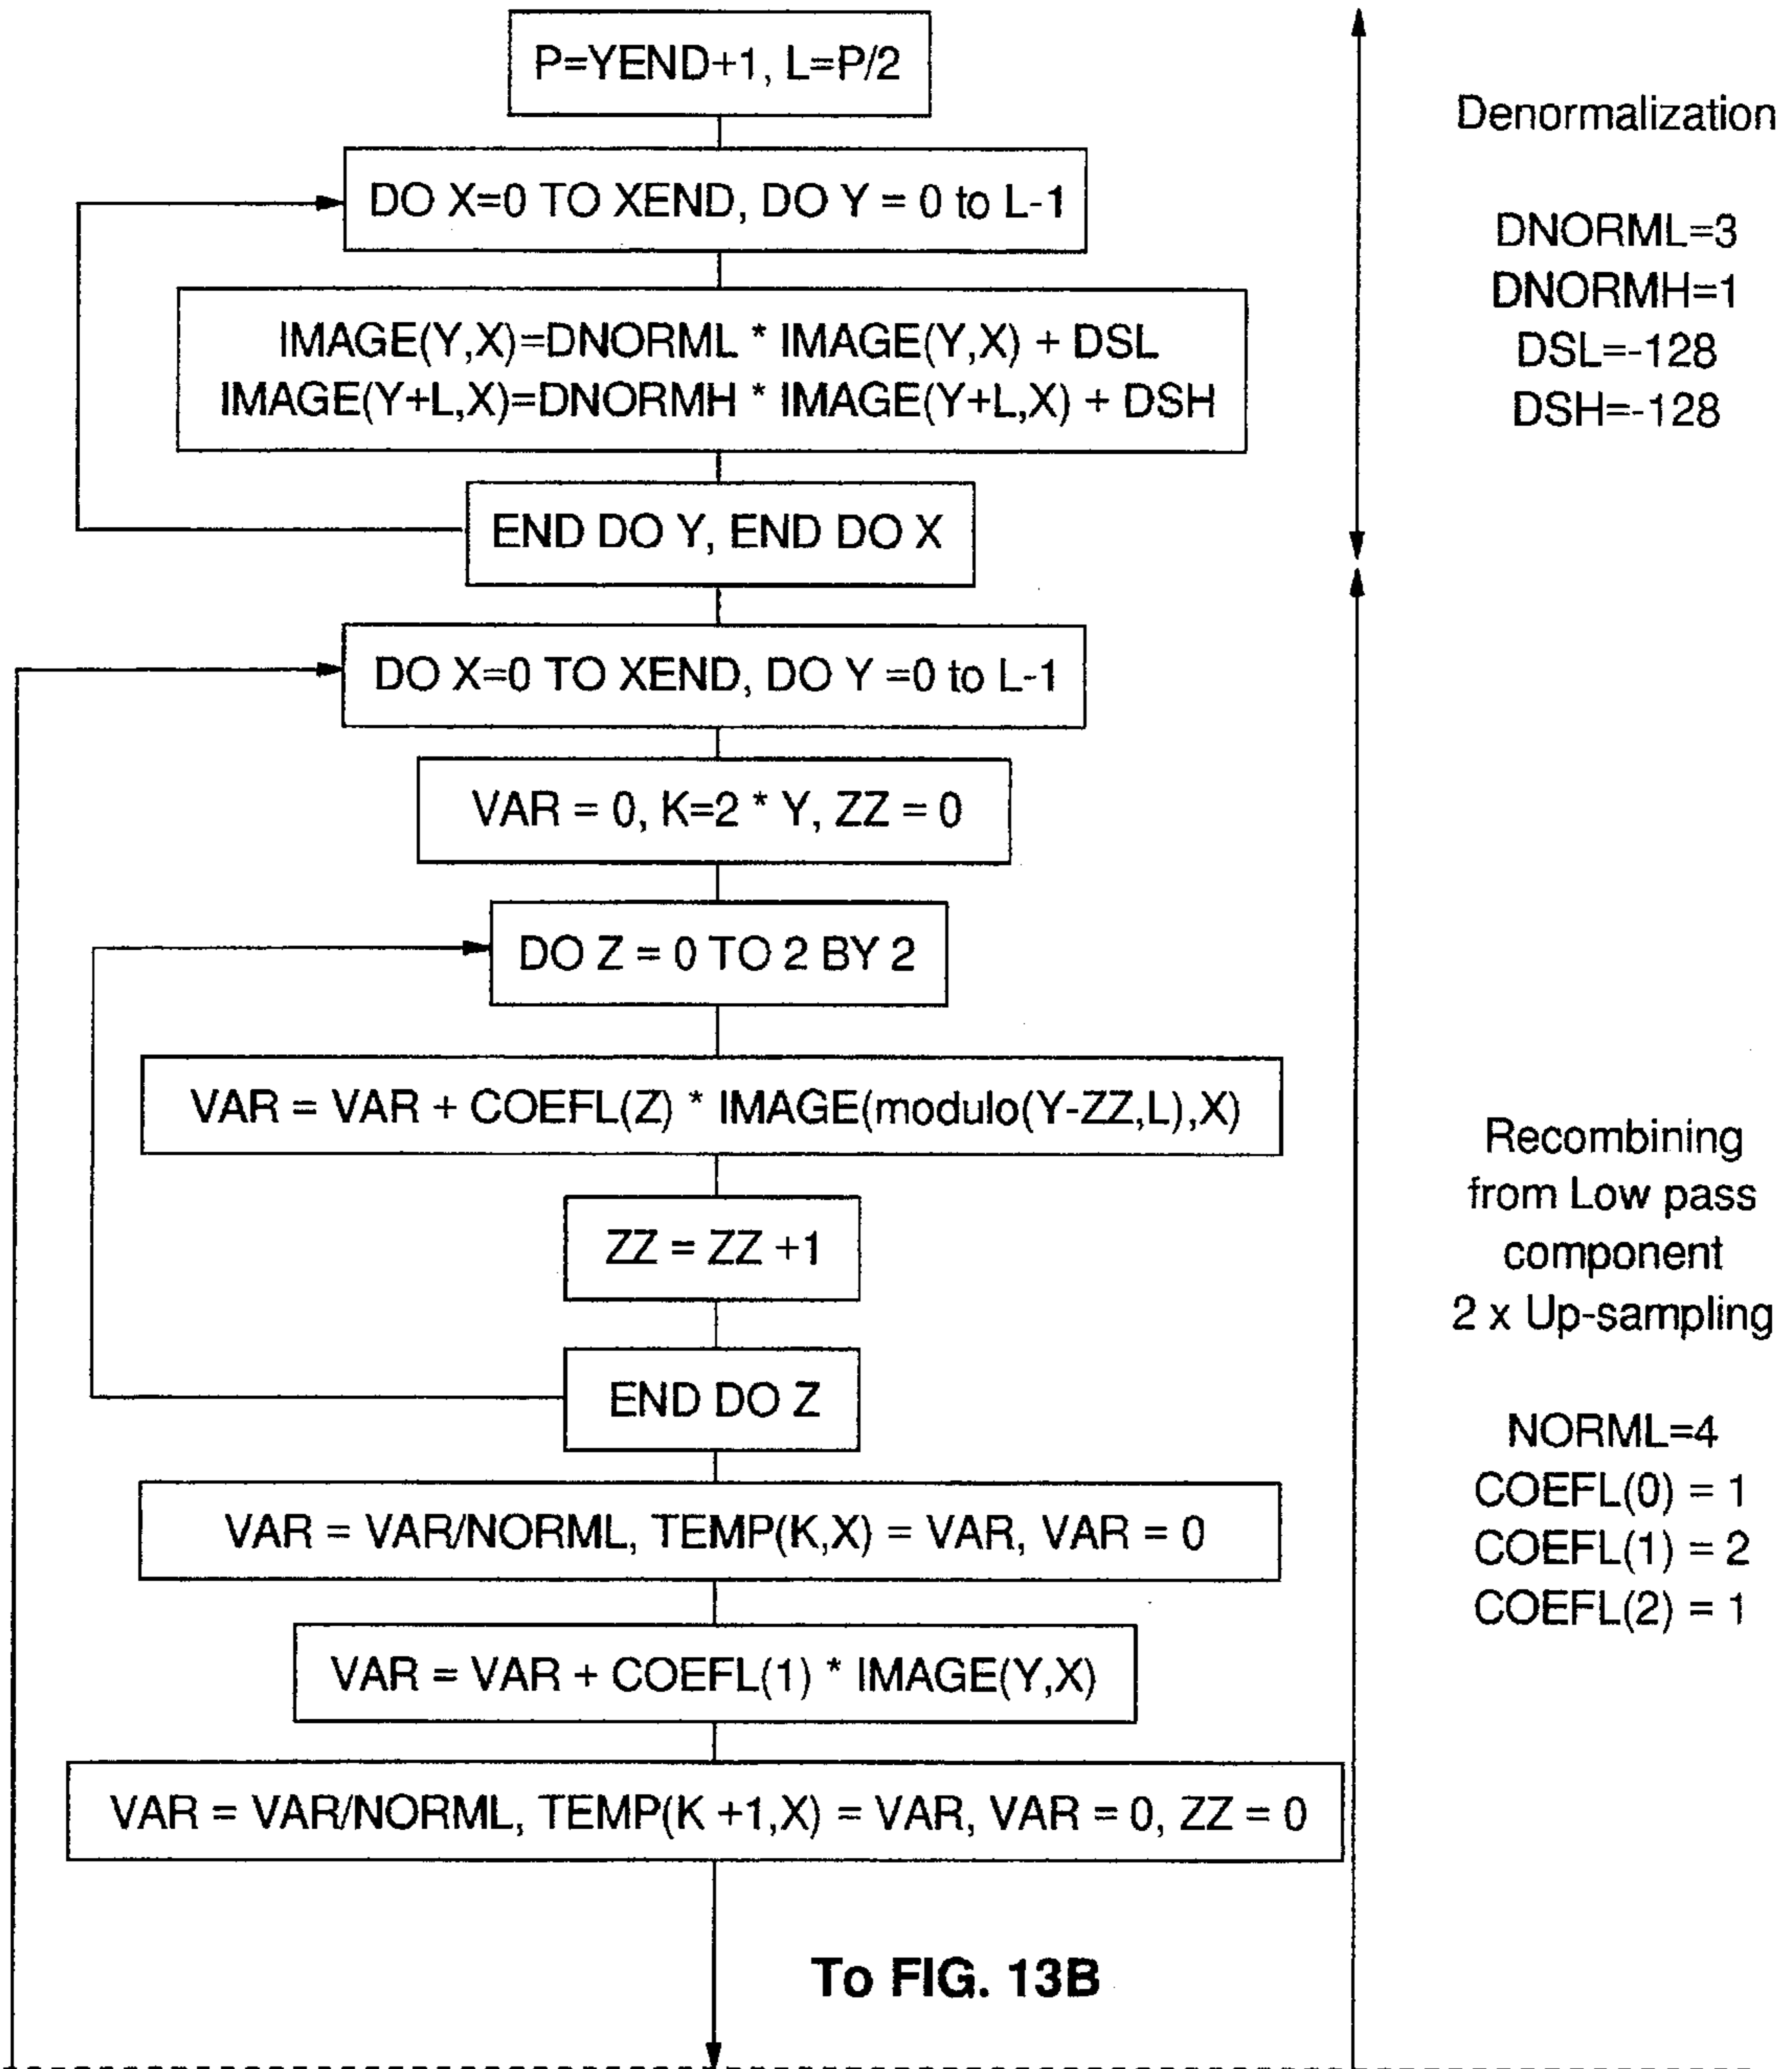 P=YEND+1, L=P/2
DO X=0 TO XEND, DO Y = 0 to L-1
IMAGE(Y,X)=DNORML * IMAGE(Y,X) + DSL
IMAGE(Y+L,X)=DNORMH * IMAGE(Y+L,X) + DSH
END DO Y, END DO X
Denormalization
DNORML=3
DNORMH=1
DSL=-128
DSH=-128
DO X=0 TO XEND, DO Y =0 to L-1
VAR = 0, K=2 * Y, ZZ = 0
DO Z = 0 TO 2 BY 2
VAR = VAR + COEFL(Z) * IMAGE(modulo(Y-ZZ,L),X)
ZZ = ZZ +1
END DO Z
VAR = VAR/NORML, TEMP(K,X) = VAR, VAR = 0
VAR = VAR + COEFL(1) * IMAGE(Y,X)
VAR = VAR/NORML, TEMP(K +1,X) = VAR, VAR = 0, ZZ = 0
Recombining
from Low pass
component
2 x Up-sampling
NORML=4
COEFL(0) = 1
COEFL(1) = 2
COEFL(2) = 1
To FIG. 13B